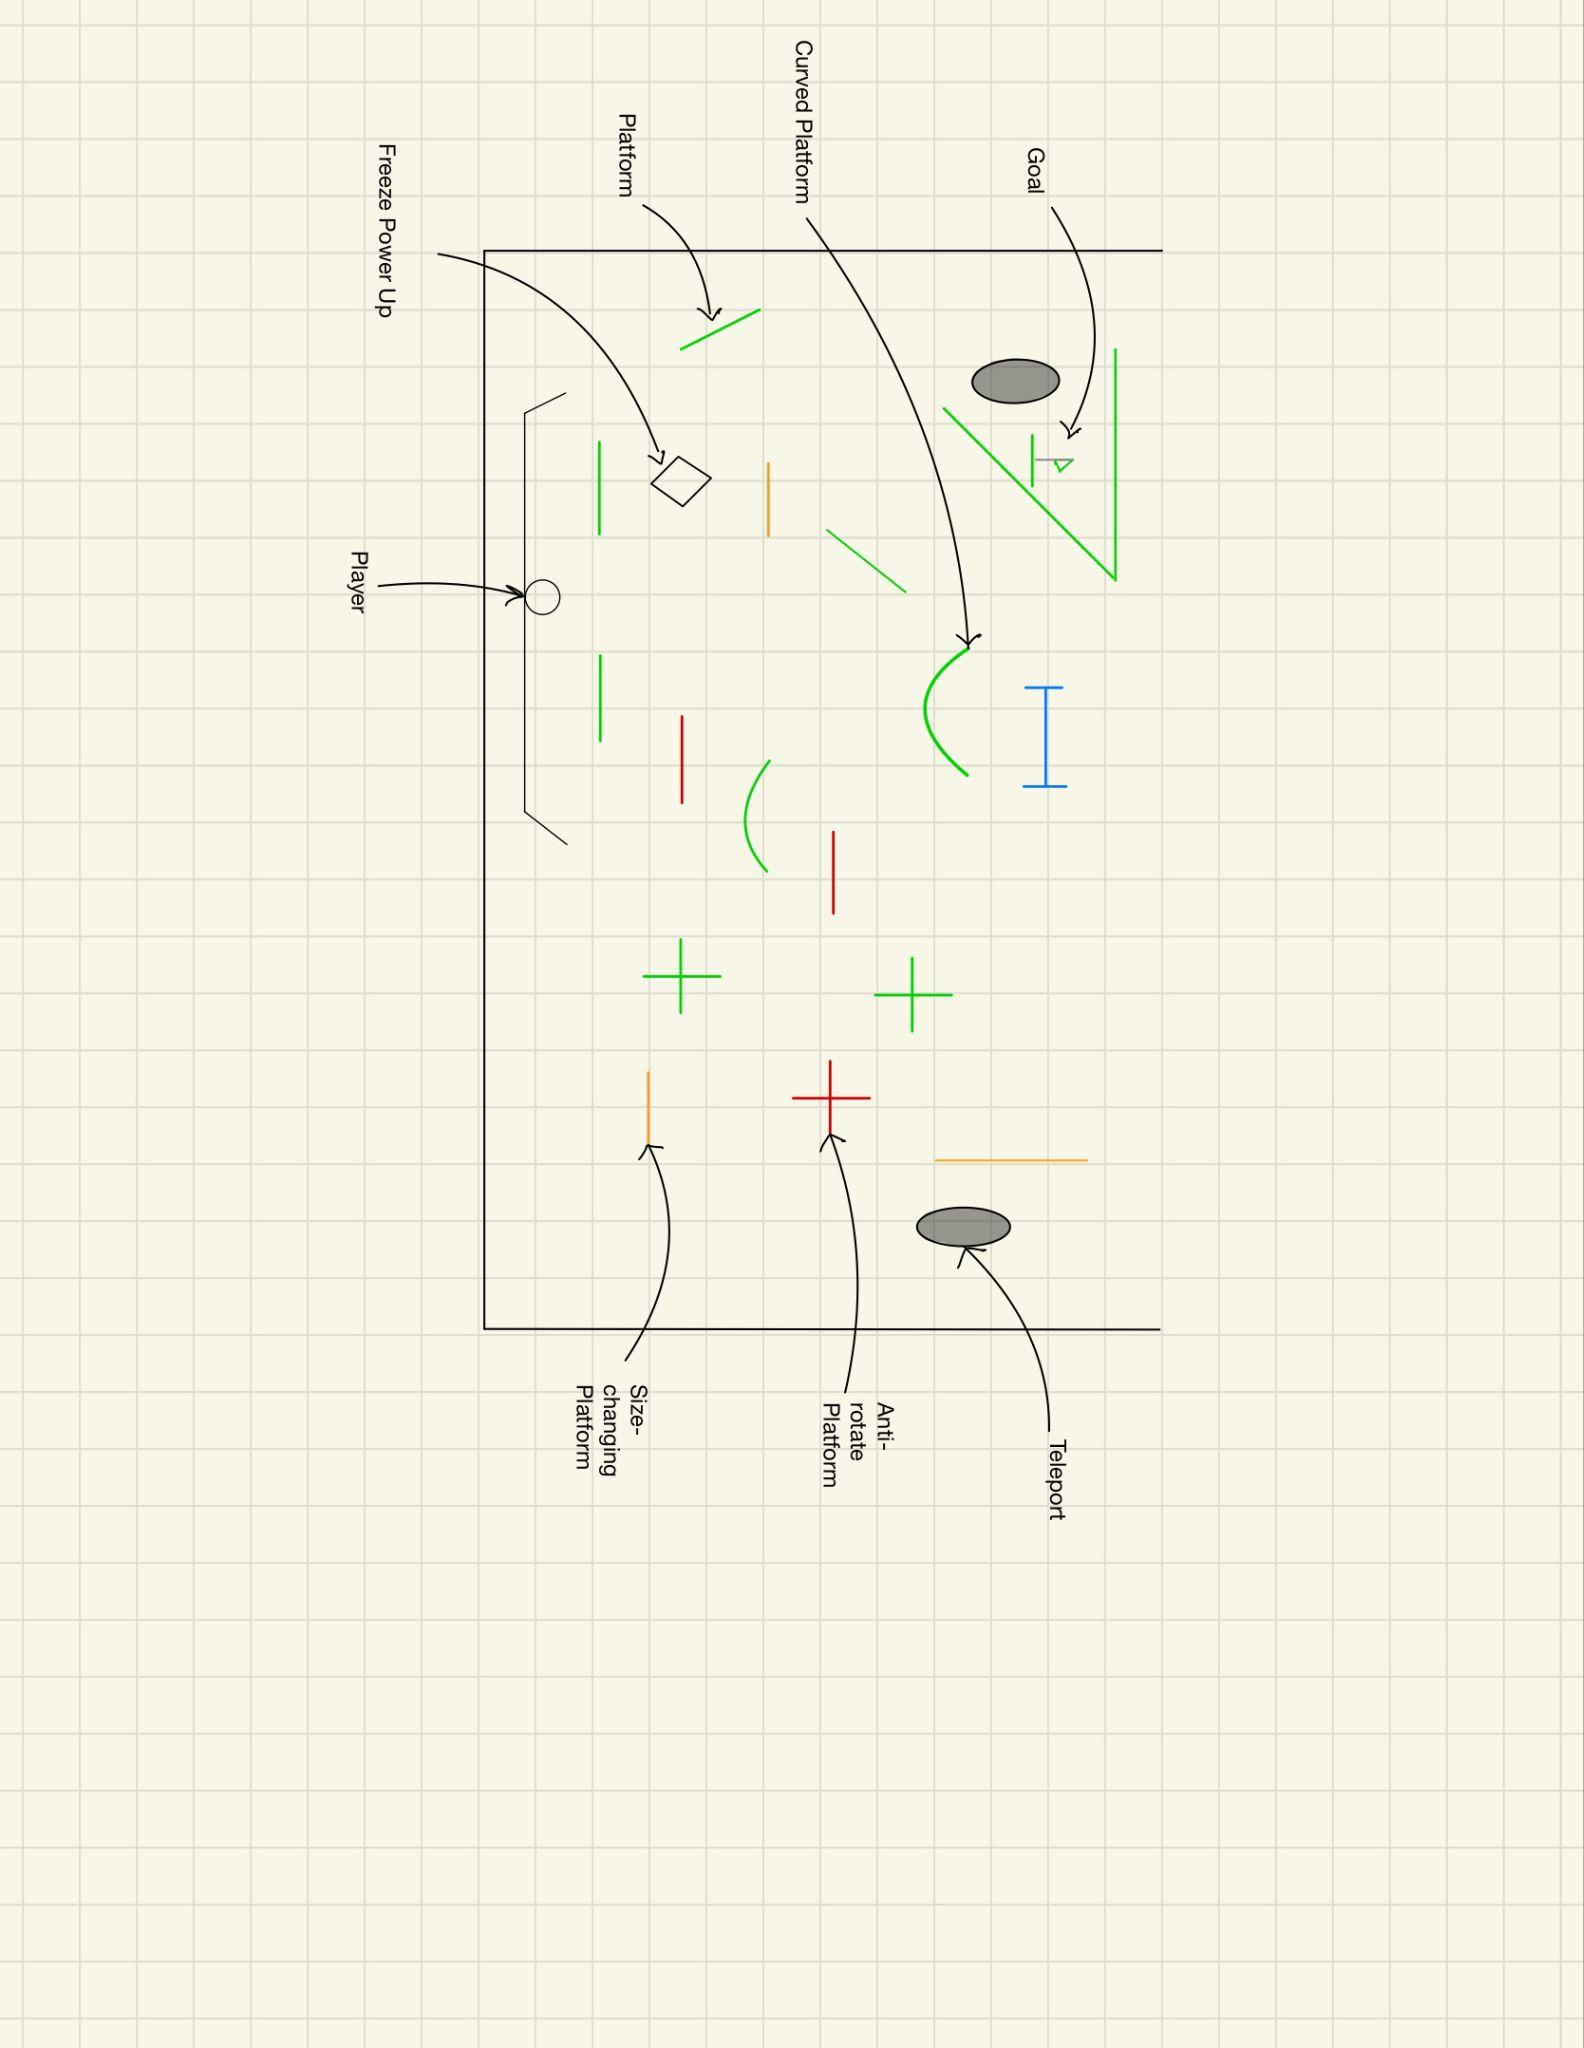 Goal
Curved Platform
Platform
Freeze Power Up
Player
Teleport
Anti-
rotate
Platform
Size-
changing
Platform